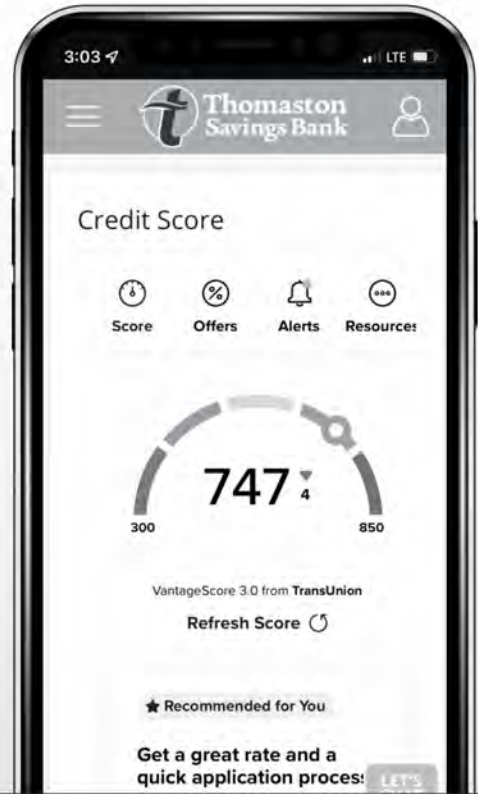 3:03 LTE
Thomaston
Savings Bank
Credit Score
Score Offers Alerts Resources
747 4
300 850
VantageScore 3.0 from TransUnion
Refresh Score
★ Recommended for You
Get a great rate and a
quick application process
LET'S